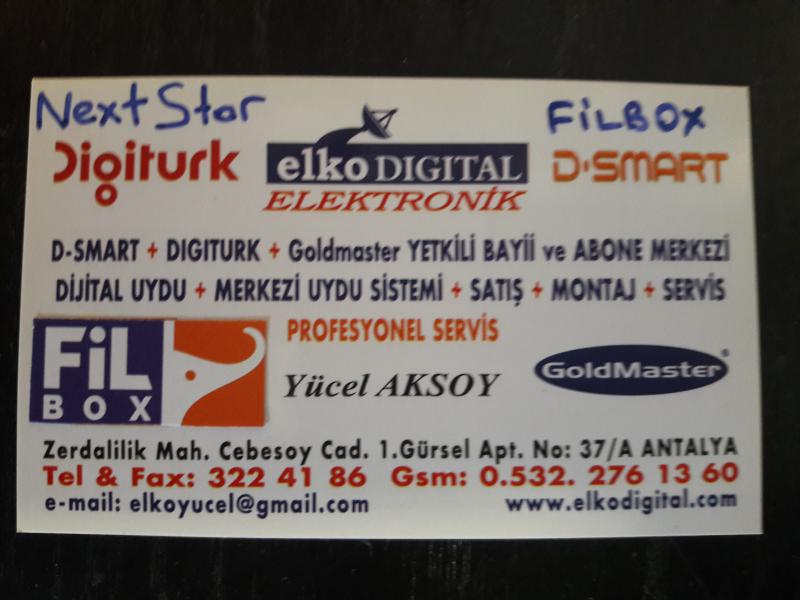 Next Star
FİLBOX
Digiturk
elko DIGITAL
D-SMART
ELEKTRONİK
D-SMART + DIGITURK + Goldmaster YETKİLİ BAYİİ ve ABONE MERKEZİ
DİJİTAL UYDU + MERKEZİ UYDU SİSTEMİ + SATIŞ + MONTAJ + SERVİS
PROFESYONEL SERVİS
FiL
BOX
Yücel AKSOY
GoldMaster®
Zerdalilik Mah. Cebesoy Cad. 1.Gürsel Apt. No: 37/A ANTALYA
Tel & Fax: 322 41 86 Gsm: 0.532. 276 13 60
e-mail: elkoyucel@gmail.com www.elkodigital.com